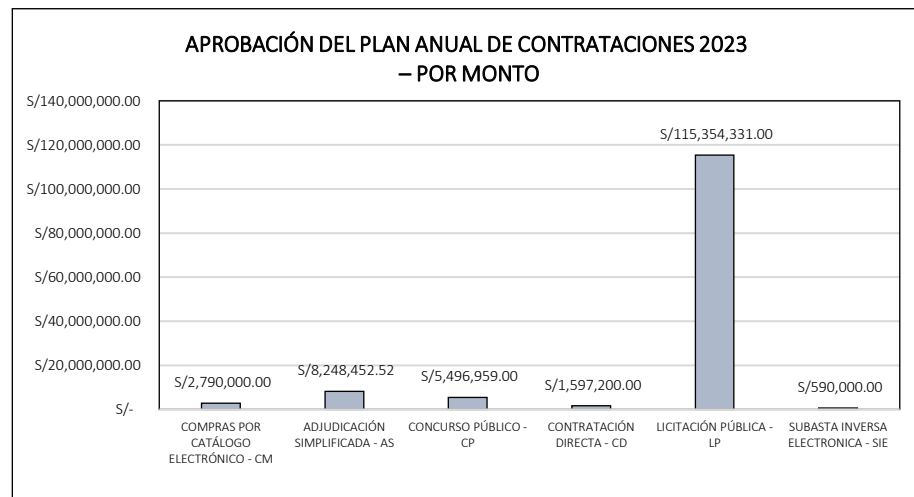 APROBACIÓN DEL PLAN ANUAL DE CONTRATACIONES 2023
– POR MONTO
S/140,000,000.00
S/120,000,000.00
S/100,000,000.00
S/80,000,000.00
S/60,000,000.00
S/40,000,000.00
S/20,000,000.00
S/-
S/2,790,000.00
S/8,248,452.52
S/5,496,959.00
S/1,597,200.00
S/115,354,331.00
S/590,000.00
COMPRAS POR
CATÁLOGO
ELECTRÓNICO - CM
ADJUDICACIÓN
SIMPLIFICADA - AS
CONCURSO PÚBLICO -
CP
CONTRATACIÓN
DIRECTA - CD
LICITACIÓN PÚBLICA -
LP
SUBASTA INVERSA
ELECTRONICA - SIE